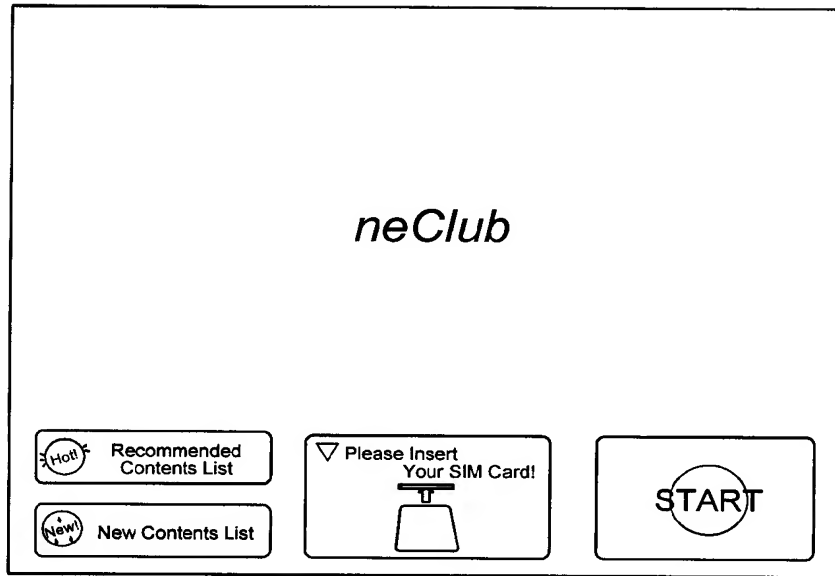 neClub
Hot!
Recommended
Contents List
New!
New Contents List
Please Insert
Your SIM Card!
START